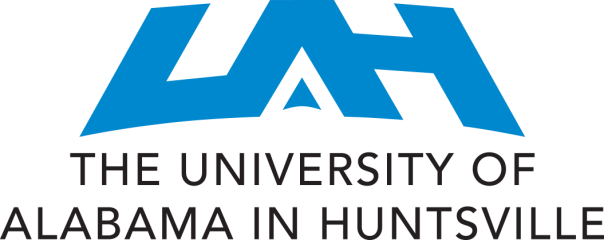 UAH
THE UNIVERSITY OF
ALABAMA IN HUNTSVILLE